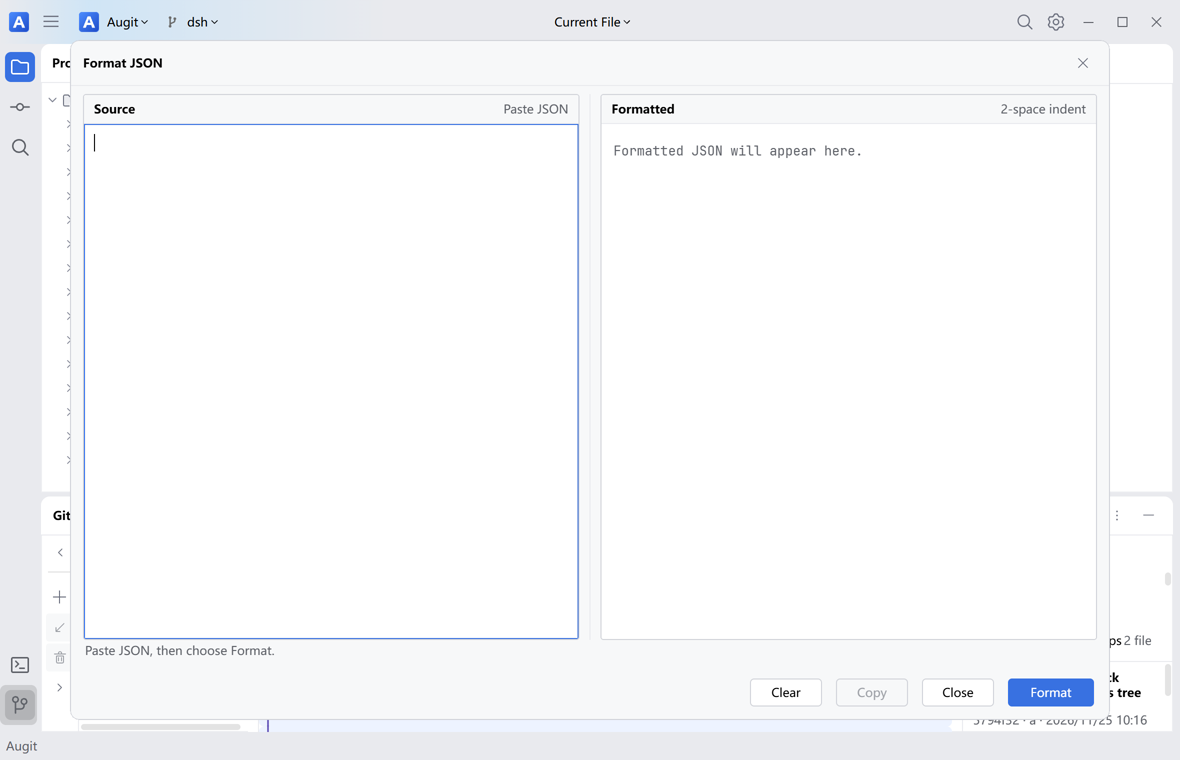 A
A Augit
dsh
Current File
Pro
Format JSON
Source
Paste JSON
Formatted
2-space indent
Formatted JSON will appear here.
Git
Paste JSON, then choose Format.
ps 2 file
Clear
Copy
Close
Format
ck
s tree
a · 2026/11/25 10:16
Augit